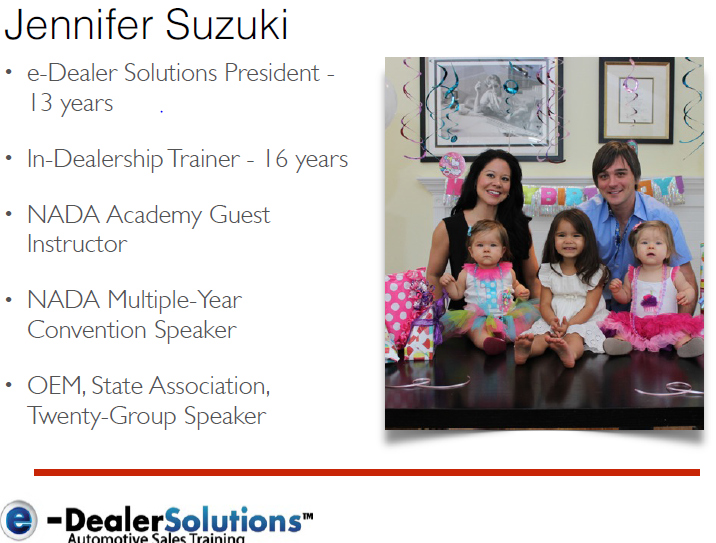 Jennifer Suzuki
• e-Dealer Solutions President -
13 years .
• In-Dealership Trainer - 16 years
• NADA Academy Guest
Instructor
• NADA Multiple-Year
Convention Speaker
• OEM, State Association,
Twenty-Group Speaker
e-DealerSolutions™
Automotive Sales Training